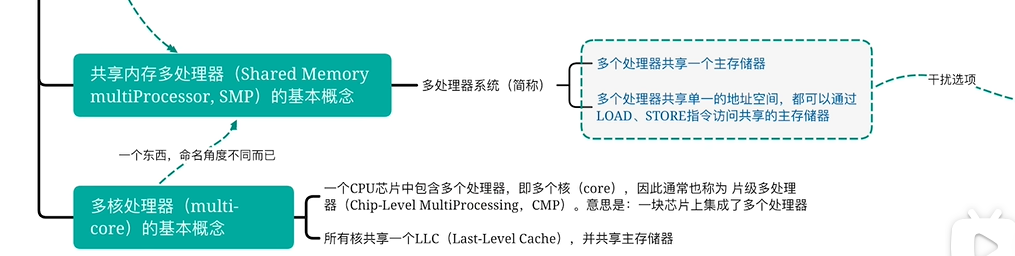 共享内存多处理器（Shared Memory
multiProcessor, SMP）的基本概念
多处理器系统（简称）
多个处理器共享一个主存储器
多个处理器共享单一的地址空间，都可以通过
LOAD、STORE指令访问共享的主存储器
干扰选项
一个东西，命名角度不同而已
多核处理器（multi-
core）的基本概念
一个CPU芯片中包含多个处理器，即多个核（core），因此通常也称为 片级多处理
器（Chip-Level MultiProcessing，CMP）。意思是：一块芯片上集成了多个处理器
所有核共享一个LLC（Last-Level Cache），并共享主存储器